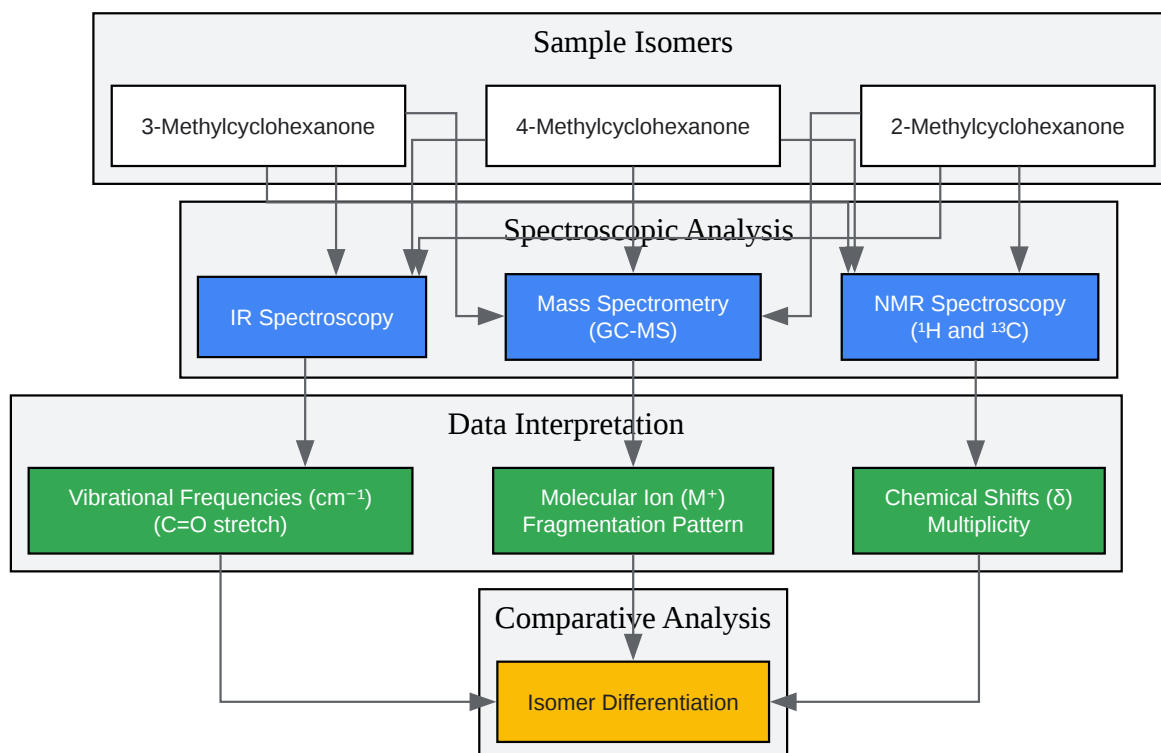 Sample Isomers
3-Methylcyclohexanone
4-Methylcyclohexanone
2-Methylcyclohexanone
Spectroscopic Analysis
IR Spectroscopy
Mass Spectrometry
(GC-MS)
NMR Spectroscopy
(¹H and ¹³C)
Data Interpretation
Vibrational Frequencies (cm⁻¹)
(C=O stretch)
Molecular Ion (M⁺)
Fragmentation Pattern
Chemical Shifts (δ)
Multiplicity
Comparative Analysis
Isomer Differentiation